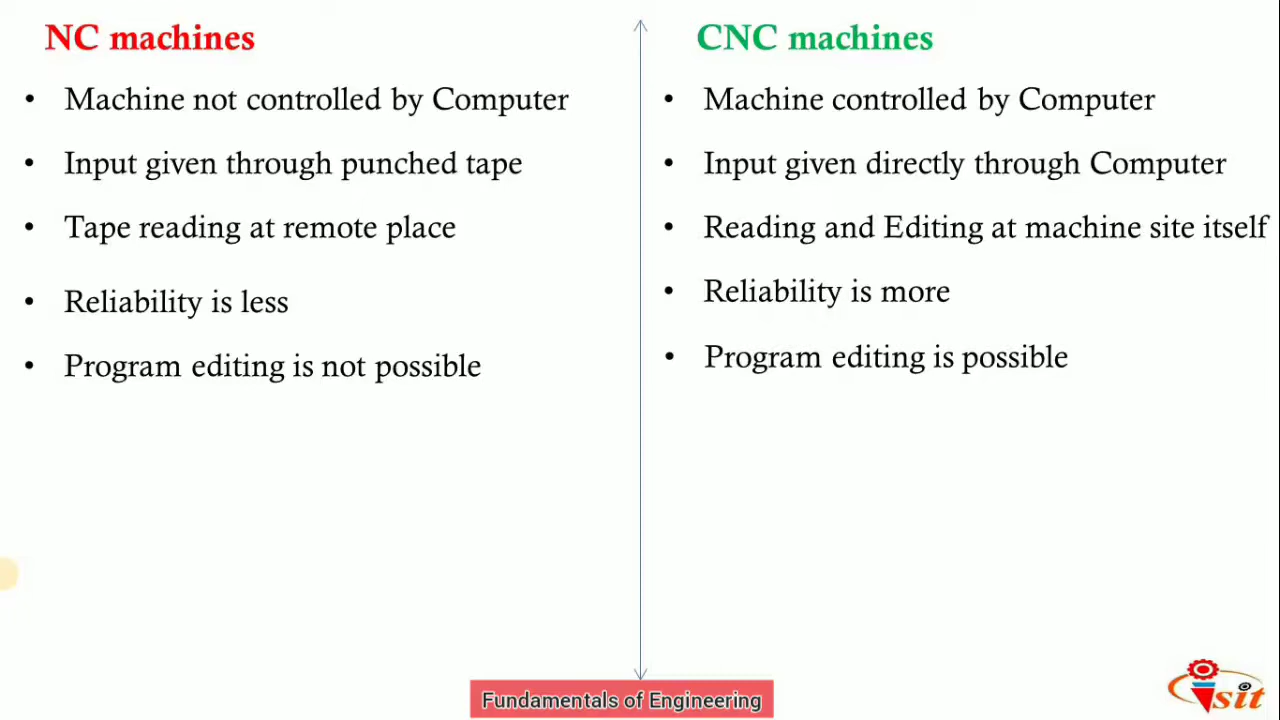 NC machines
• Machine not controlled by Computer
• Input given through punched tape
• Tape reading at remote place
• Reliability is less
• Program editing is not possible
CNC machines
• Machine controlled by Computer
• Input given directly through Computer
• Reading and Editing at machine site itself
• Reliability is more
• Program editing is possible
Fundamentals of Engineering
sit